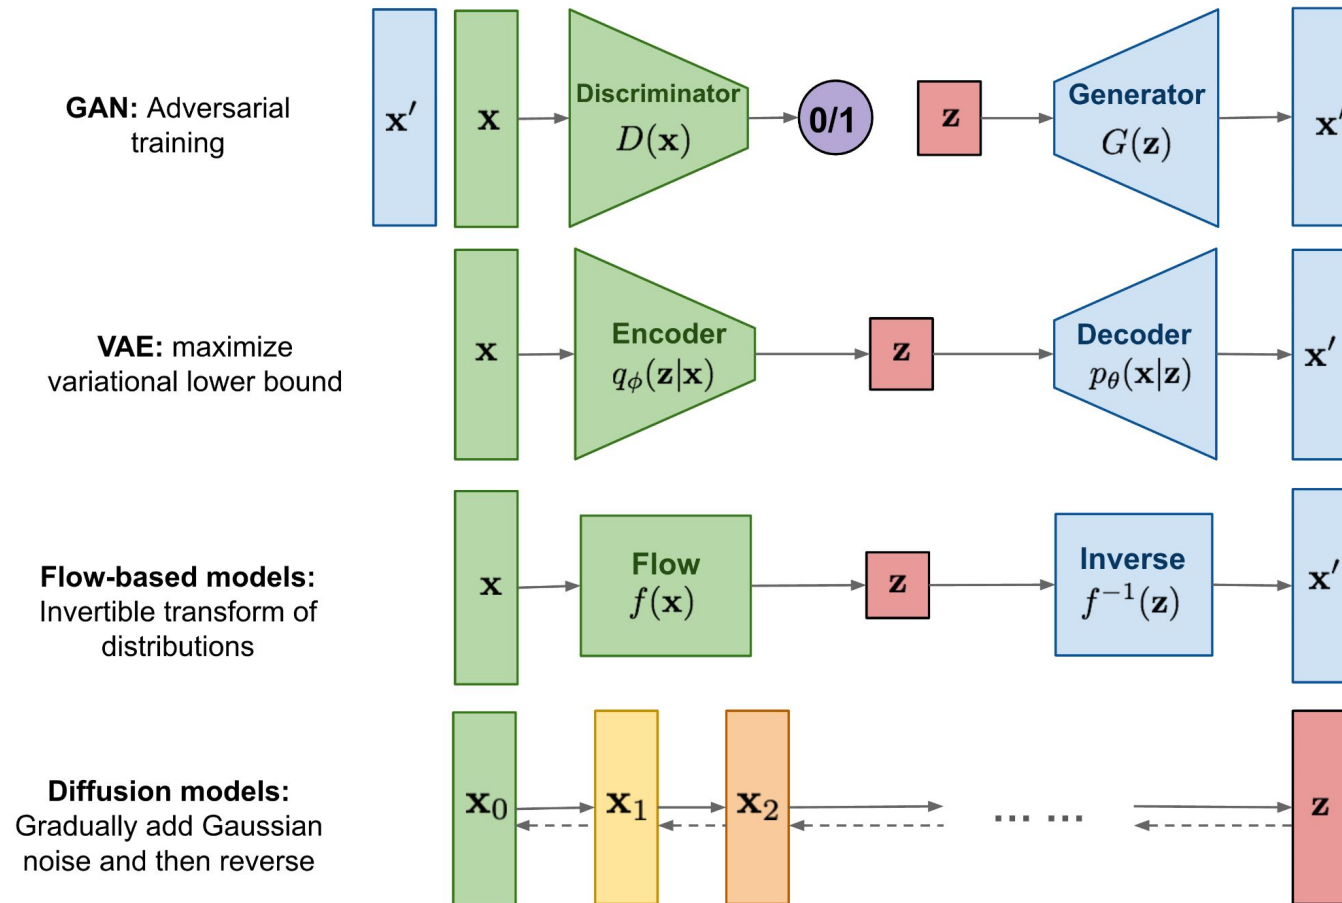 GAN: Adversarial
training
x′
x
Discriminator
D(x)
0/1
z
Generator
G(z)
x′
VAE: maximize
variational lower bound
x
Encoder
qϕ(z|x)
z
Decoder
pθ(x|z)
x′
Flow-based models:
Invertible transform of
distributions
x
Flow
f(x)
z
Inverse
f⁻¹(z)
x′
Diffusion models:
Gradually add Gaussian
noise and then reverse
x₀
x₁
x₂
... ...
z